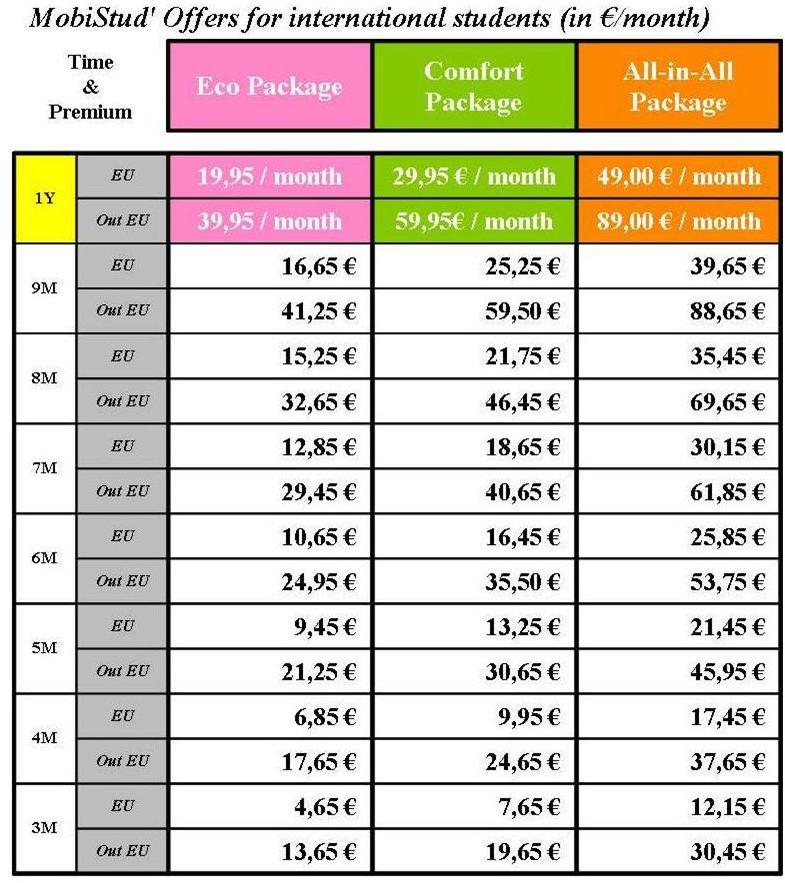 MobiStud' Offers for international students (in €/month)
Time
&
Premium
Eco Package
Comfort
Package
All-in-All
Package
1Y
EU 19,95 / month 29,95 € / month 49,00 € / month
Out EU 39,95 / month 59,95€ / month 89,00 € / month
9M
EU 16,65 € 25,25 € 39,65 €
Out EU 41,25 € 59,50 € 88,65 €
8M
EU 15,25 € 21,75 € 35,45 €
Out EU 32,65 € 46,45 € 69,65 €
7M
EU 12,85 € 18,65 € 30,15 €
Out EU 29,45 € 40,65 € 61,85 €
6M
EU 10,65 € 16,45 € 25,85 €
Out EU 24,95 € 35,50 € 53,75 €
5M
EU 9,45 € 13,25 € 21,45 €
Out EU 21,25 € 30,65 € 45,95 €
4M
EU 6,85 € 9,95 € 17,45 €
Out EU 17,65 € 24,65 € 37,65 €
3M
EU 4,65 € 7,65 € 12,15 €
Out EU 13,65 € 19,65 € 30,45 €